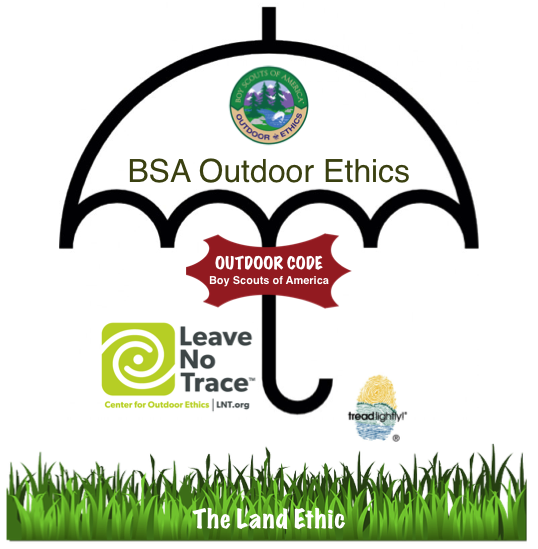 BOY SCOUTS OF AMERICA
OUTDOOR ETHICS
BSA Outdoor Ethics
OUTDOOR CODE
Boy Scouts of America
Leave
No
Trace™
Center for Outdoor Ethics | LNT.org
treadlightly!®
®
The Land Ethic